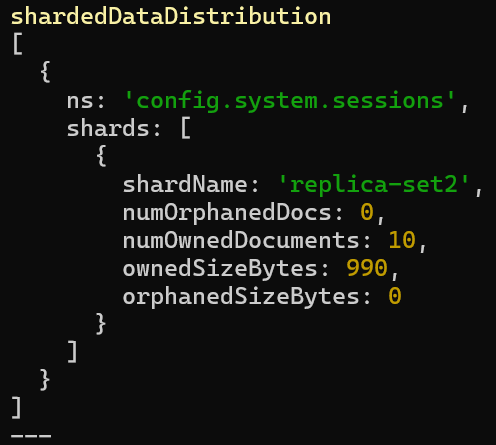 shardedDataDistribution
[
  {
    ns: 'config.system.sessions',
    shards: [
      {
        shardName: 'replica-set2',
        numOrphanedDocs: 0,
        numOwnedDocuments: 10,
        ownedSizeBytes: 990,
        orphanedSizeBytes: 0
      }
    ]
  }
]
---